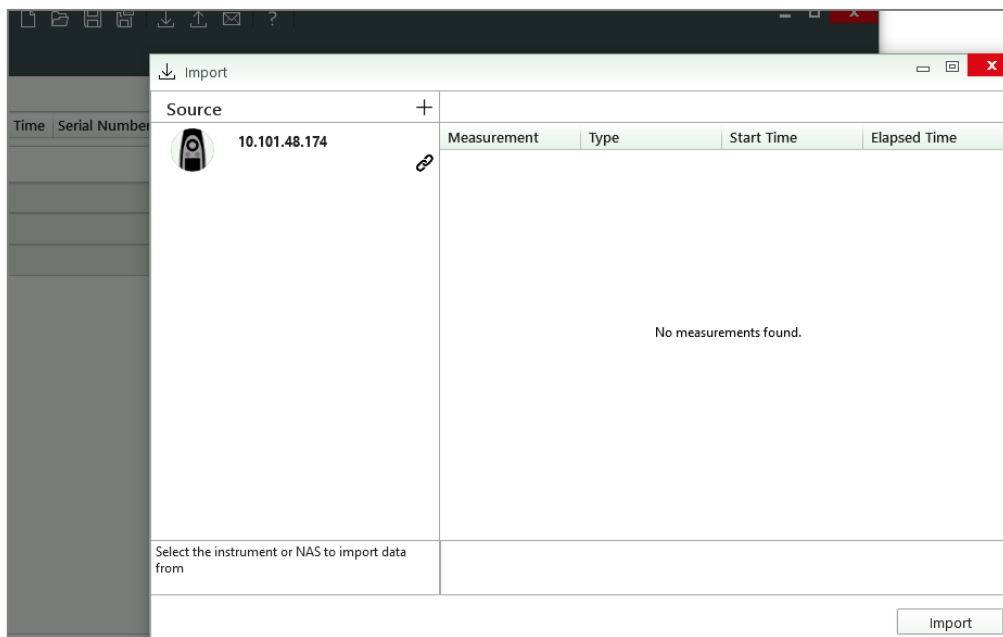 ?
Import
Source +
Time Serial Number
10.101.48.174
Measurement Type Start Time Elapsed Time
No measurements found.
Select the instrument or NAS to import data
from
Import